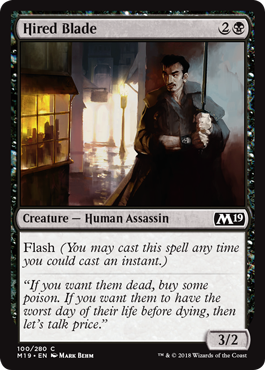 Hired Blade 2
Creature — Human Assassin M19
Flash (You may cast this spell any time
you could cast an instant.)
“If you want them dead, buy some
poison. If you want them to have the
worst day of their life before dying, then
let’s talk price.”
3/2
100/280 C
M19 • EN Mark Behm ™ & © 2018 Wizards of the Coast